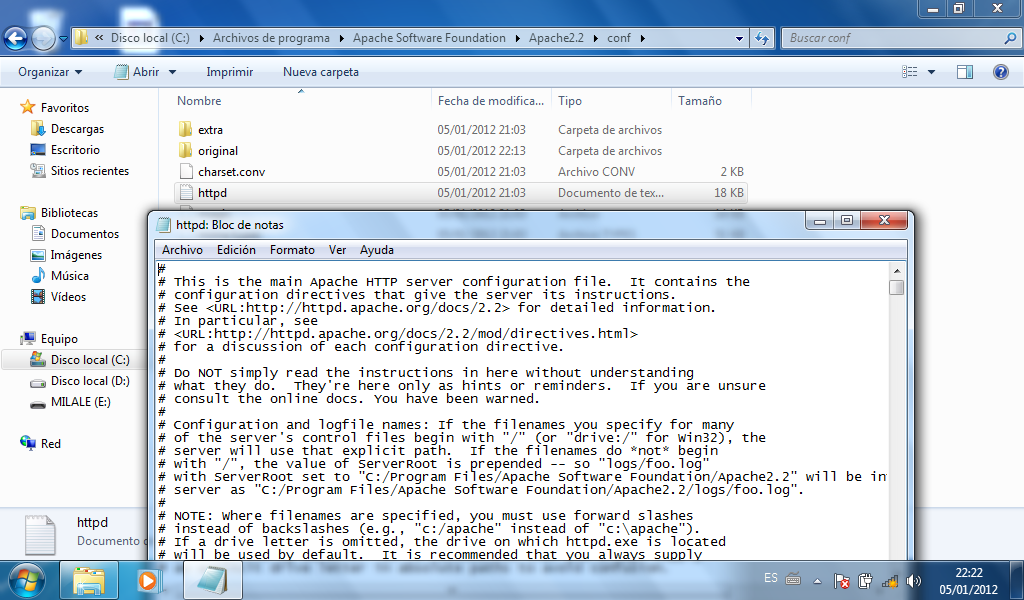 « Disco local (C:) Archivos de programa Apache Software Foundation Apache2.2 conf
Buscar conf
Organizar Abrir Imprimir Nueva carpeta
Nombre Fecha de modifica... Tipo Tamaño
Favoritos
Descargas
Escritorio
Sitios recientes
Bibliotecas
Documentos
Imágenes
Música
Vídeos
Equipo
Disco local (C:)
Disco local (D:)
MILALE (E:)
Red
extra 05/01/2012 21:03 Carpeta de archivos
original 05/01/2012 22:13 Carpeta de archivos
charset.conv 05/01/2012 21:03 Archivo CONV 2 KB
httpd 05/01/2012 21:03 Documento de tex... 18 KB
httpd: Bloc de notas
Archivo Edición Formato Ver Ayuda
#
# This is the main Apache HTTP server configuration file.  It contains the
# configuration directives that give the server its instructions.
# See <URL:http://httpd.apache.org/docs/2.2> for detailed information.
# In particular, see
# <URL:http://httpd.apache.org/docs/2.2/mod/directives.html>
# for a discussion of each configuration directive.
#
# Do NOT simply read the instructions in here without understanding
# what they do.  They're here only as hints or reminders.  If you are unsure
# consult the online docs. You have been warned.
#
# Configuration and logfile names: If the filenames you specify for many
# of the server's control files begin with "/" (or "drive:/" for Win32), the
# server will use that explicit path.  If the filenames do *not* begin
# with "/", the value of ServerRoot is prepended -- so "logs/foo.log"
# with ServerRoot set to "C:/Program Files/Apache Software Foundation/Apache2.2" will be in
# server as "C:/Program Files/Apache Software Foundation/Apache2.2/logs/foo.log".
#
# NOTE: Where filenames are specified, you must use forward slashes
# instead of backslashes (e.g., "c:/apache" instead of "c:\apache").
# If a drive letter is omitted, the drive on which httpd.exe is located
# will be used by default.  It is recommended that you always supply
httpd
Documento d
ES
22:22
05/01/2012